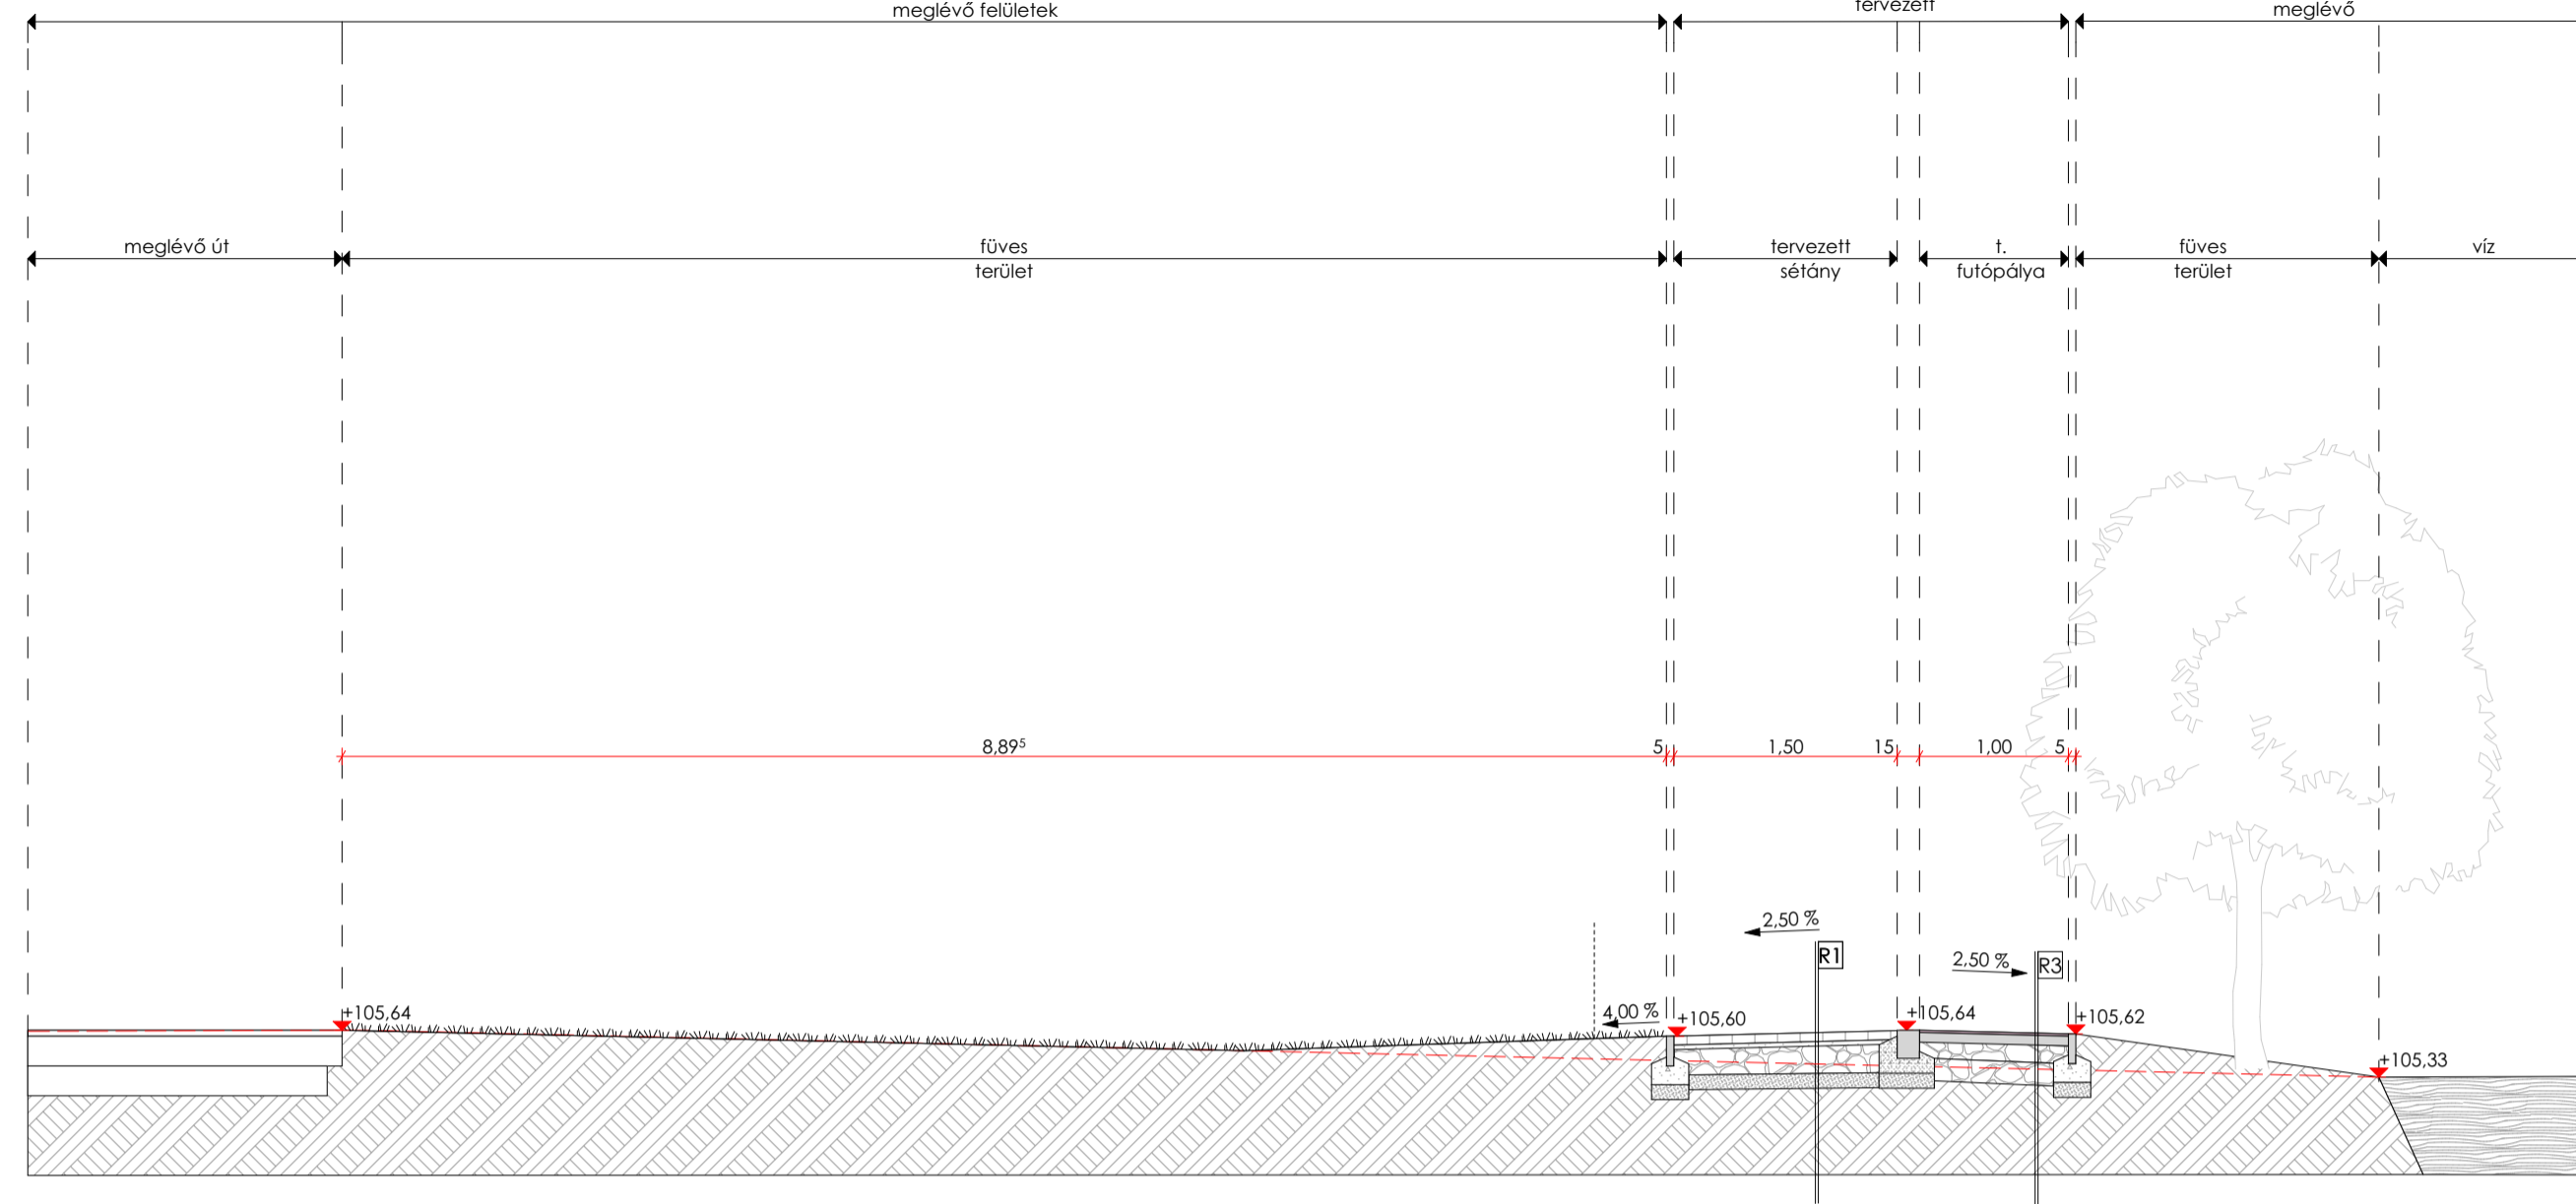 meglévő felületek
tervezett
meglévő
meglévő út
füves
terület
tervezett
sétány
t.
futópálya
füves
terület
víz
8,89⁵
5
1,50
15
1,00
5
2,50 %
R1
2,50 %
R3
4,00 %
+105,64
+105,60
+105,64
+105,62
+105,33